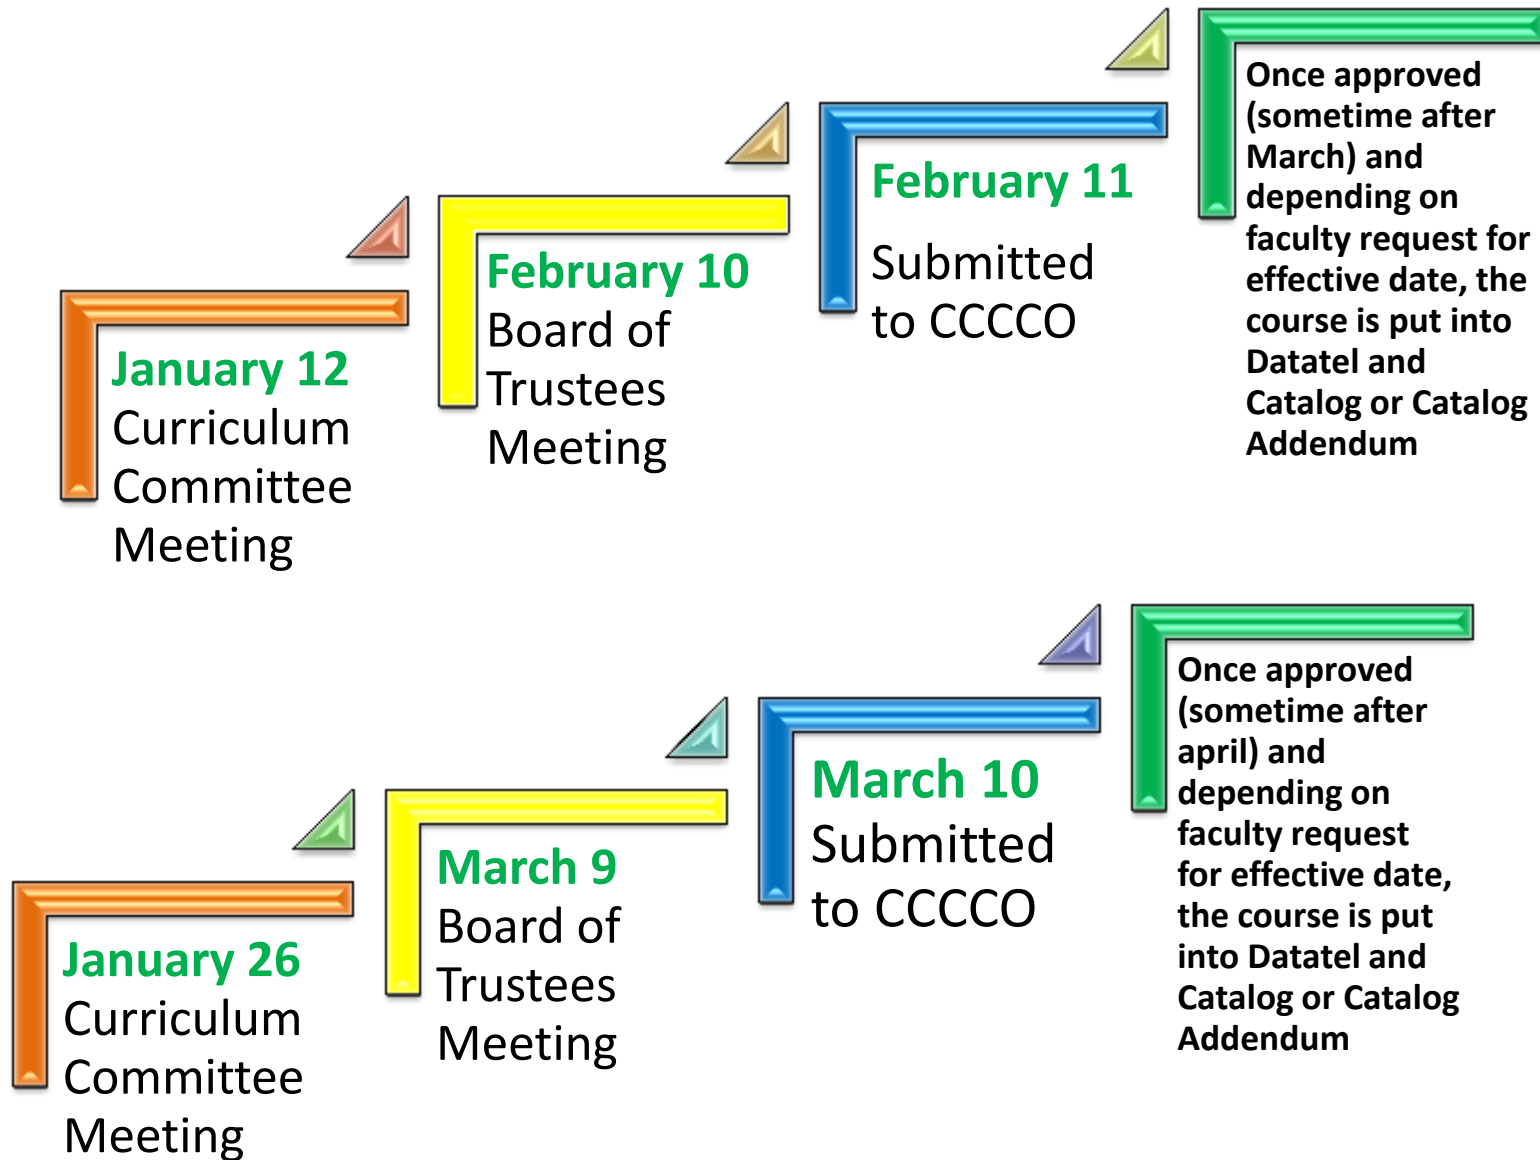 January 12
Curriculum
Committee
Meeting
February 10
Board of
Trustees
Meeting
February 11
Submitted
to CCCCO
Once approved
(sometime after
March) and
depending on
faculty request for
effective date, the
course is put into
Datatel and
Catalog or Catalog
Addendum
January 26
Curriculum
Committee
Meeting
March 9
Board of
Trustees
Meeting
March 10
Submitted
to CCCCO
Once approved
(sometime after
april) and
depending on
faculty request
for effective date,
the course is put
into Datatel and
Catalog or Catalog
Addendum